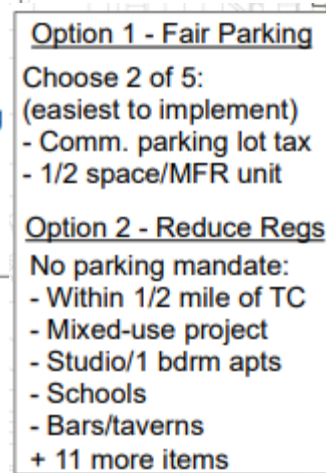 Option 1 - Fair Parking
Choose 2 of 5:
(easiest to implement)
- Comm. parking lot tax
- 1/2 space/MFR unit
Option 2 - Reduce Regs
No parking mandate:
- Within 1/2 mile of TC
- Mixed-use project
- Studio/1 bdrm apts
- Schools
- Bars/taverns
+ 11 more items